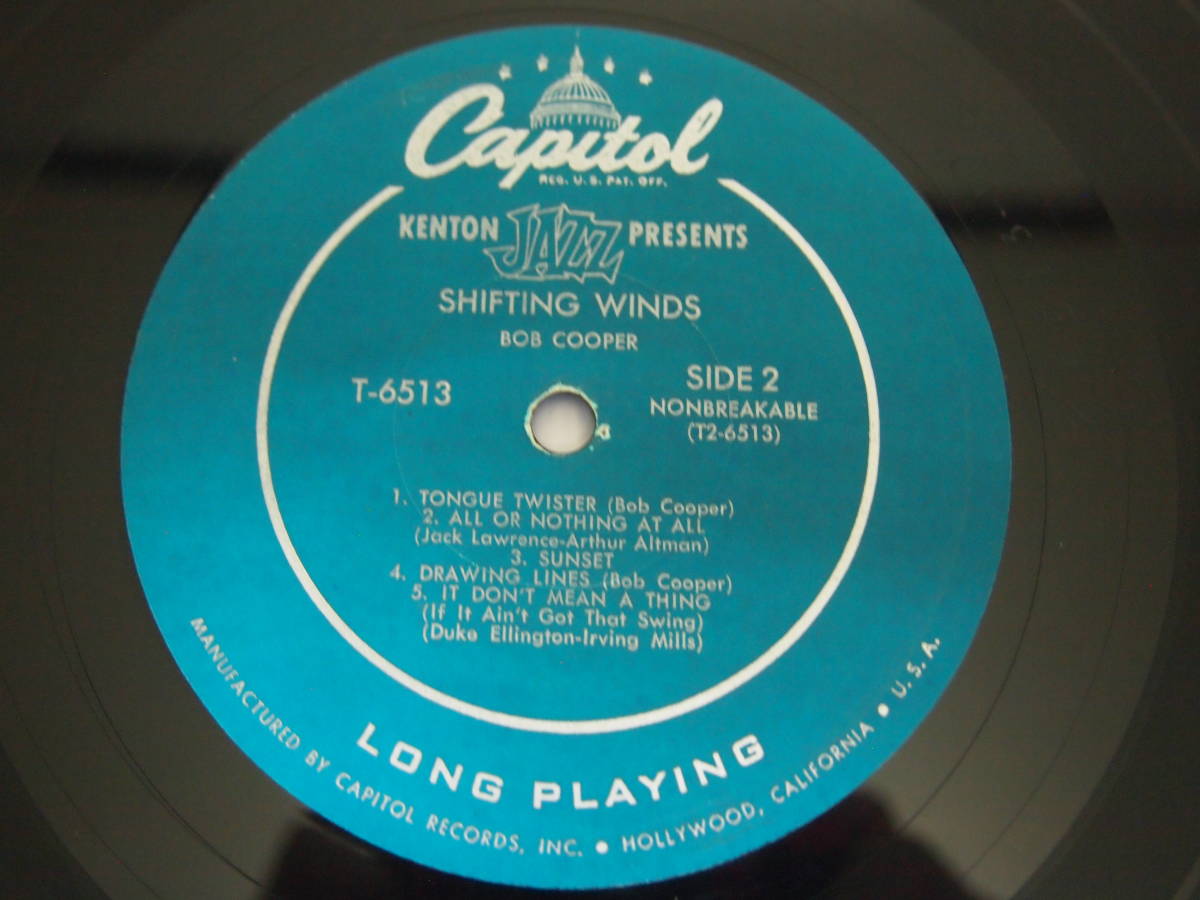 Capitol
REG. U.S. PAT. OFF.
KENTON JAZZ PRESENTS
SHIFTING WINDS
BOB COOPER
T-6513
SIDE 2
NONBREAKABLE
(T2-6513)
1. TONGUE TWISTER (Bob Cooper)
2. ALL OR NOTHING AT ALL
(Jack Lawrence-Arthur Altman)
3. SUNSET
4. DRAWING LINES (Bob Cooper)
5. IT DON'T MEAN A THING
(If It Ain't Got That Swing)
(Duke Ellington-Irving Mills)
LONG PLAYING
MANUFACTURED BY CAPITOL RECORDS, INC. • HOLLYWOOD, CALIFORNIA • U.S.A.